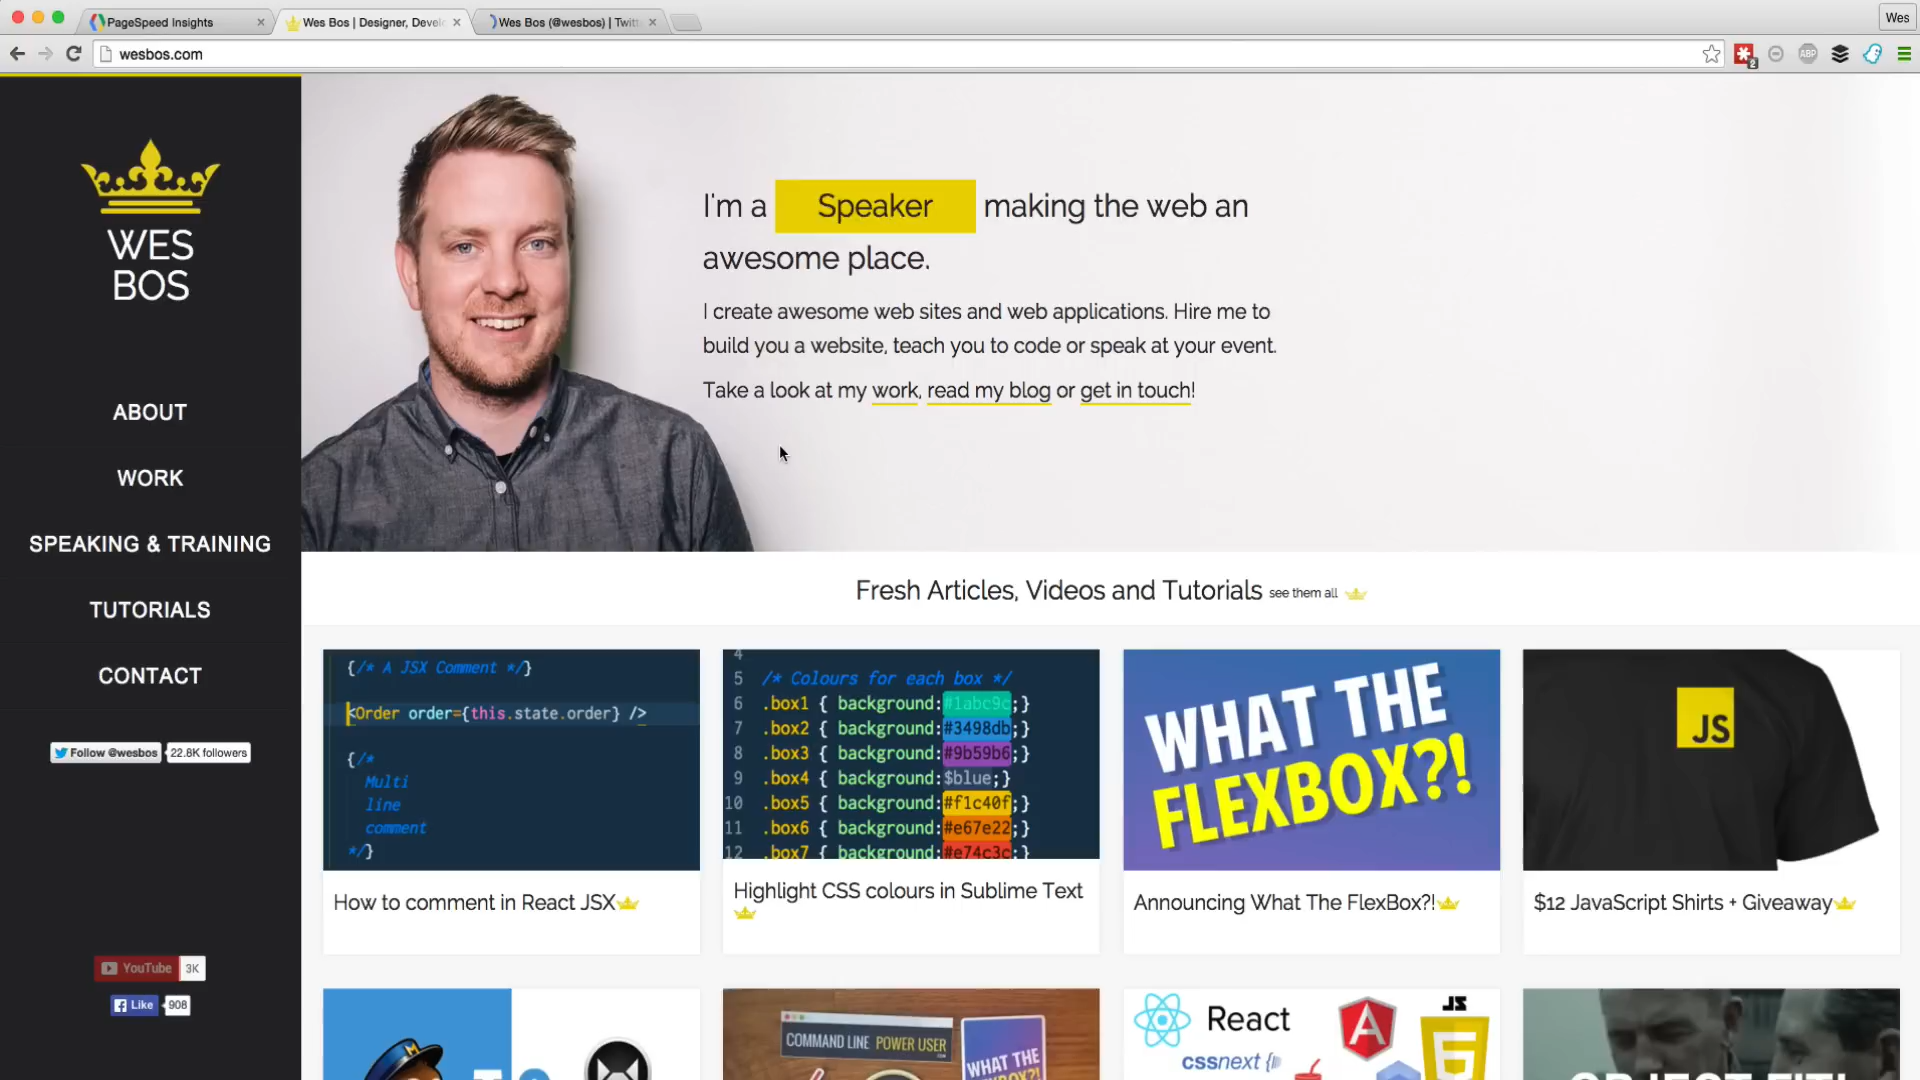 PageSpeed Insights
Wes Bos | Designer, Devel
Wes Bos (@wesbos) | Twitt
Wes
wesbos.com
2
ABP
WES
BOS
ABOUT
WORK
SPEAKING & TRAINING
TUTORIALS
CONTACT
Follow @wesbos 22.8K followers
YouTube 3K
Like 908
I'm a Speaker making the web an
awesome place.
I create awesome web sites and web applications. Hire me to
build you a website, teach you to code or speak at your event.
Take a look at my work, read my blog or get in touch!
Fresh Articles, Videos and Tutorials see them all
{/* A JSX Comment */}
<Order order={this.state.order} />
{/*
Multi
line
comment
*/}
How to comment in React JSX
4
5 /* Colours for each box */
6 .box1 { background:#1abc9c;}
7 .box2 { background:#3498db;}
8 .box3 { background:#9b59b6;}
9 .box4 { background:$blue;}
10 .box5 { background:#f1c40f;}
11 .box6 { background:#e67e22;}
12 .box7 { background:#e74c3c;}
Highlight CSS colours in Sublime Text
WHAT THE
FLEXBOX?!
Announcing What The FlexBox?!
JS
$12 JavaScript Shirts + Giveaway
COMMAND LINE POWER USER
WHAT THE
React
JS
cssnext {